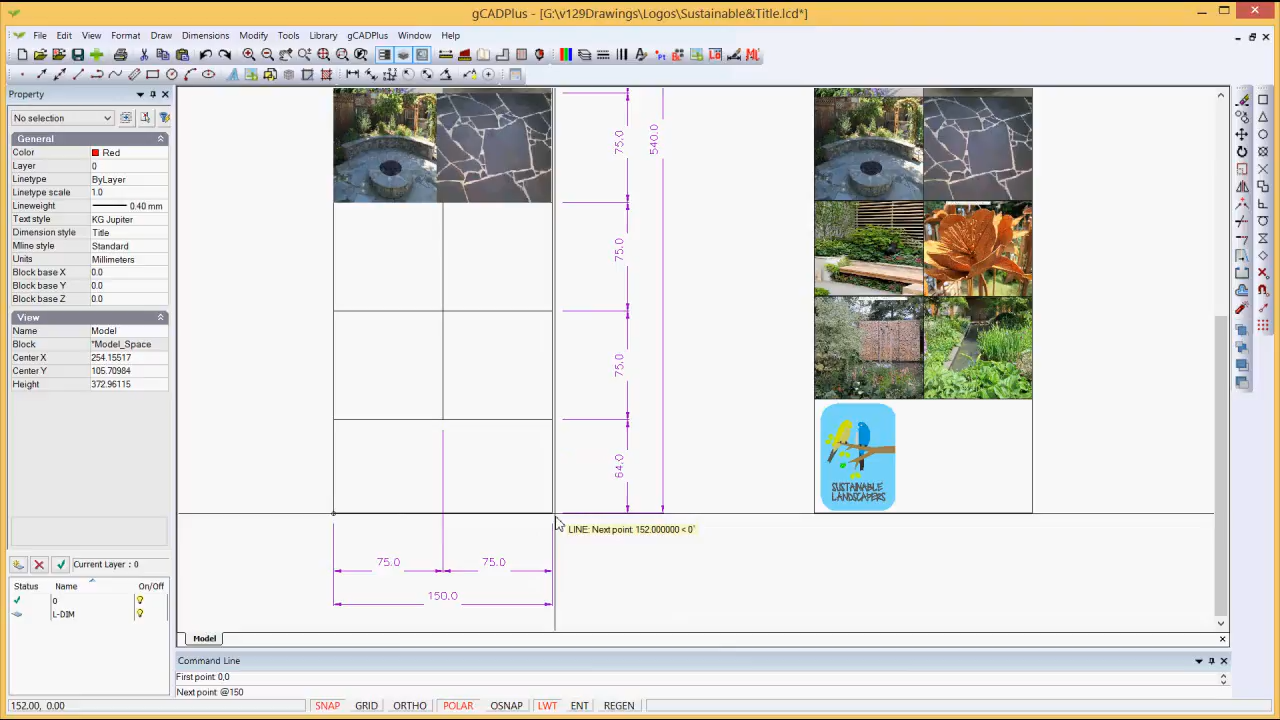 gCADPlus - [G:\v129Drawings\Logos\Sustainable&Title.lcd*]
File Edit View Format Draw Dimensions Modify Tools Library gCADPlus Window Help
Property
No selection
General
Color Red
Layer 0
Linetype ByLayer
Linetype scale 1.0
Lineweight 0.40 mm
Text style KG Jupiter
Dimension style Title
Mline style Standard
Units Millimeters
Block base X 0.0
Block base Y 0.0
Block base Z 0.0
View
Name Model
Block *Model_Space
Center X 254.15517
Center Y 105.70984
Height 372.96115
Current Layer : 0
Status Name On/Off
0
L-DIM
75.0
540.0
75.0
75.0
64.0
75.0 75.0
150.0
SUSTAINABLE
LANDSCAPERS
LINE: Next point: 152.000000 < 0°
Model
Command Line
First point: 0,0
Next point: @150
152.00, 0.00 SNAP GRID ORTHO POLAR OSNAP LWT ENT REGEN